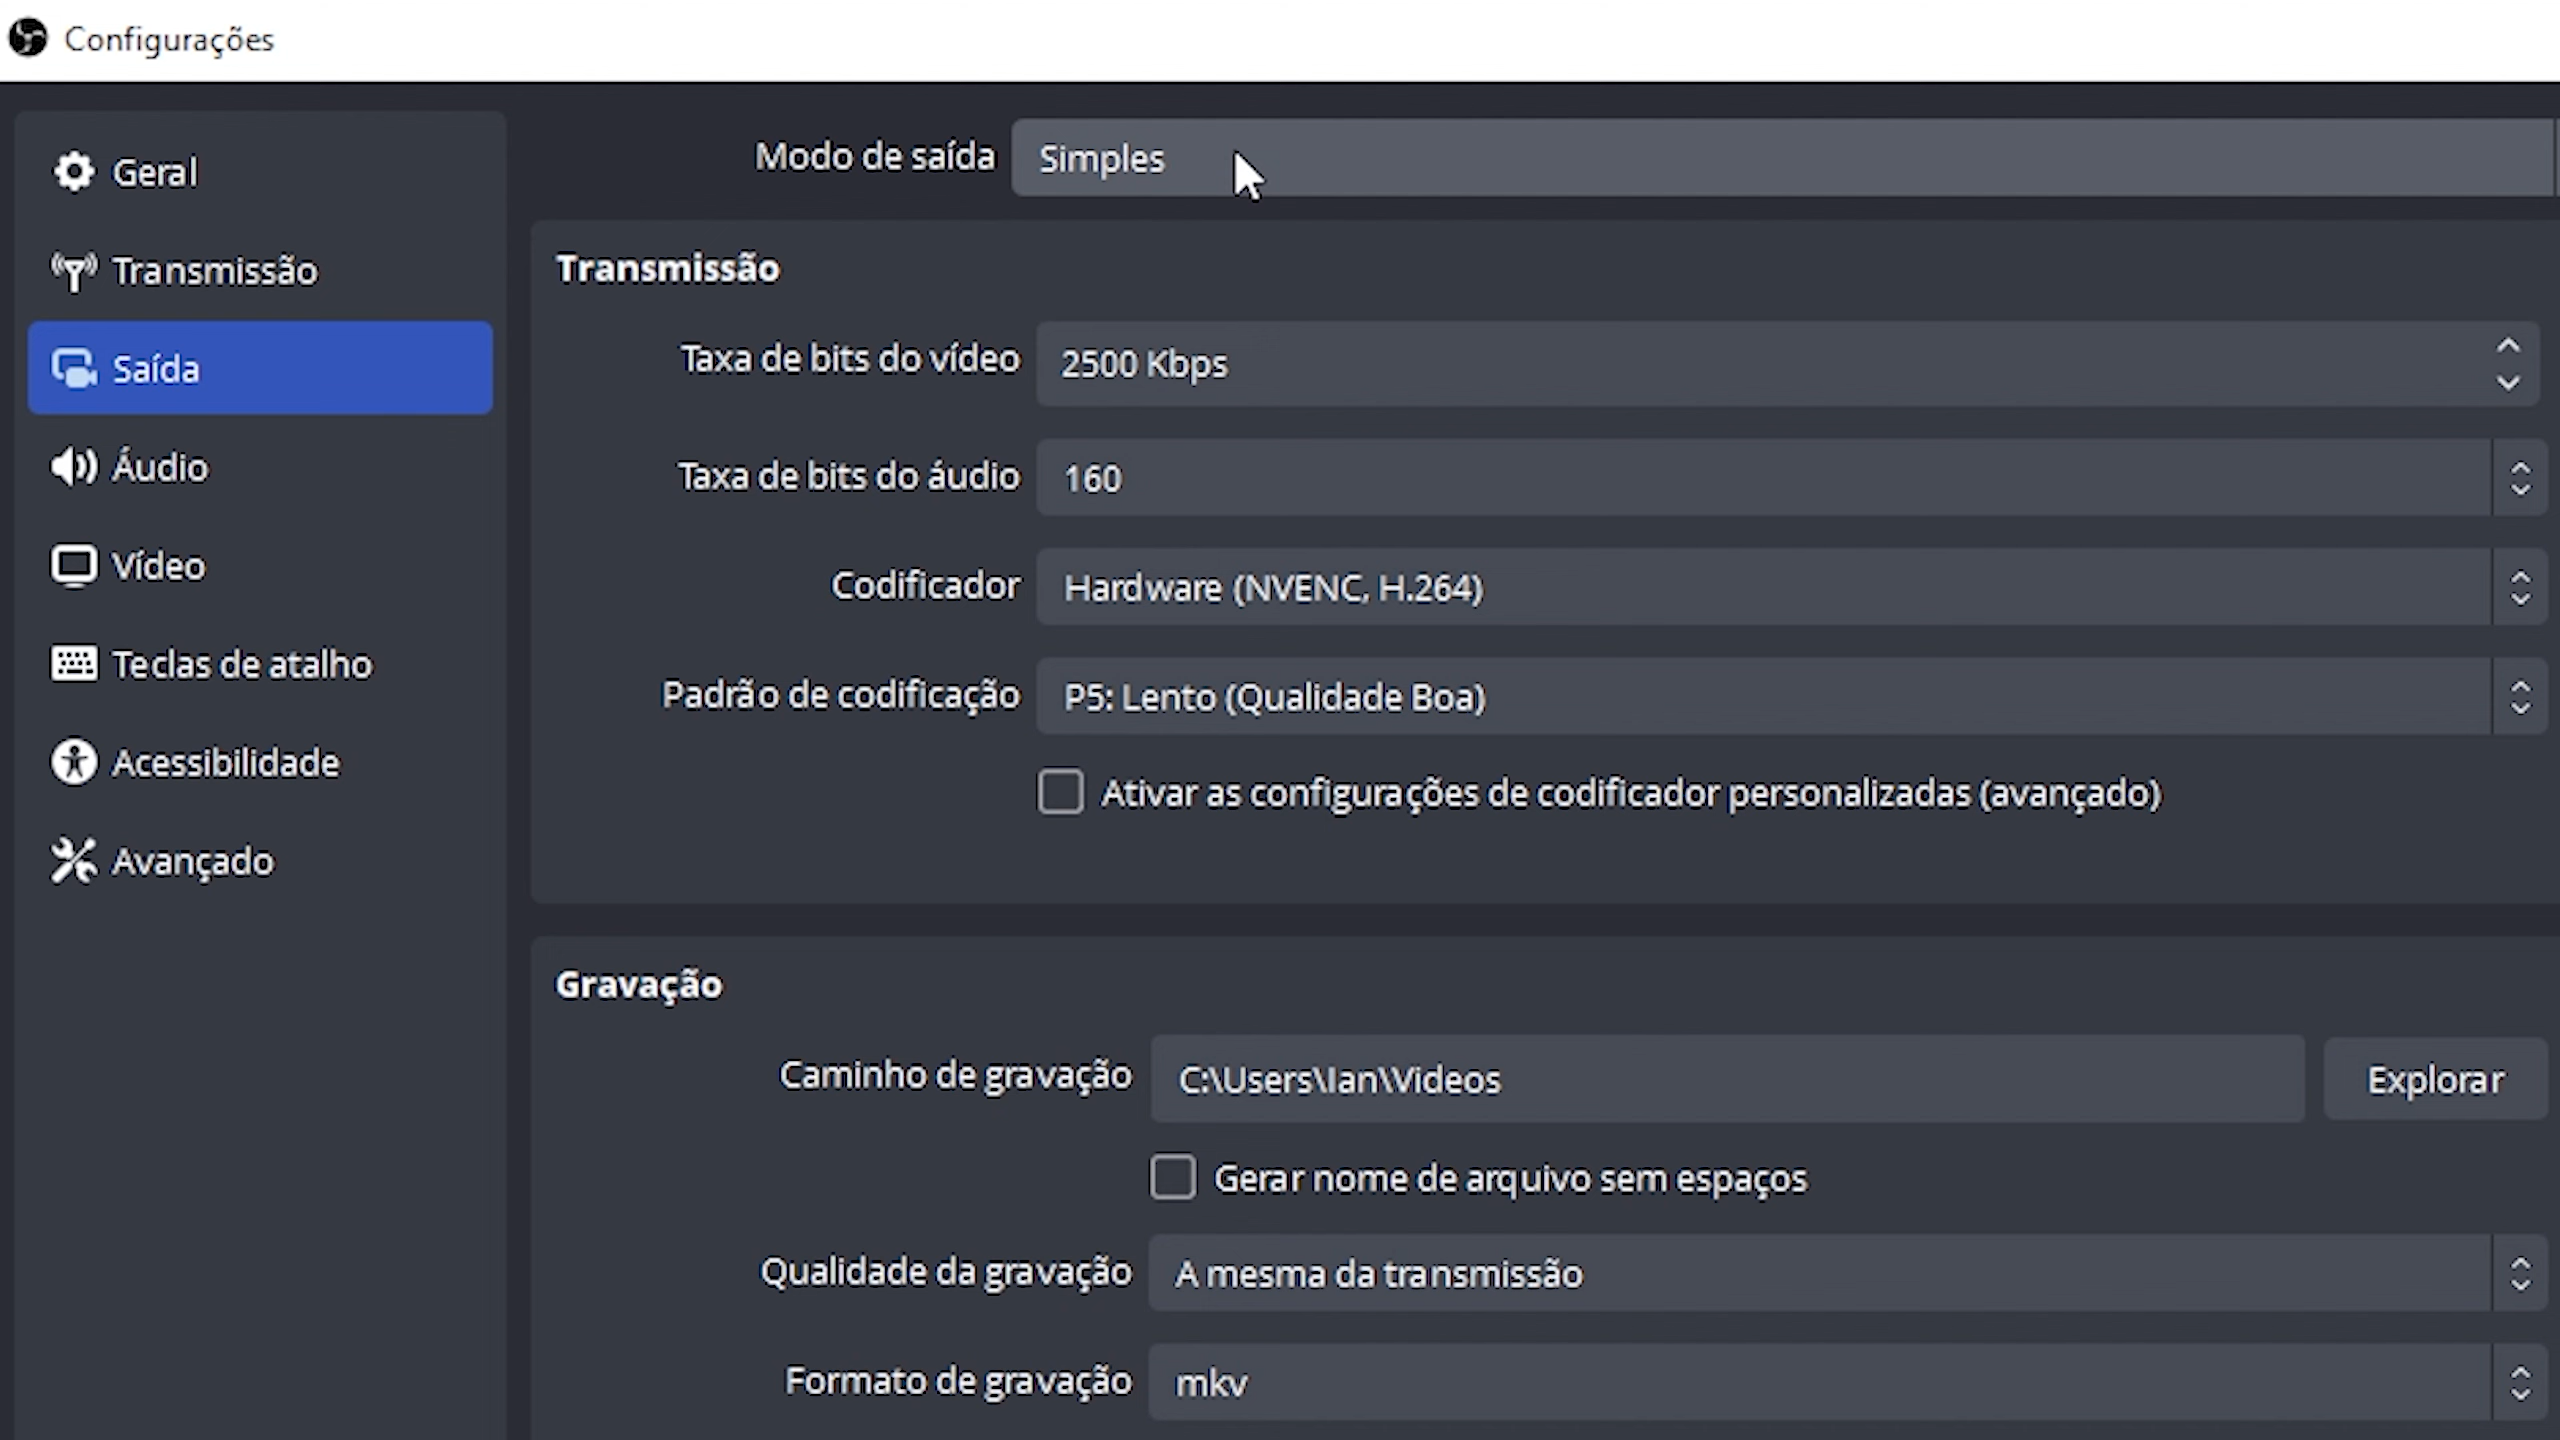 Configurações
Geral
Transmissão
Saída
Áudio
Vídeo
Teclas de atalho
Acessibilidade
Avançado
Modo de saída Simples
Transmissão
Taxa de bits do vídeo 2500 Kbps
Taxa de bits do áudio 160
Codificador Hardware (NVENC, H.264)
Padrão de codificação P5: Lento (Qualidade Boa)
Ativar as configurações de codificador personalizadas (avançado)
Gravação
Caminho de gravação C:\Users\Ian\Videos Explorar
Gerar nome de arquivo sem espaços
Qualidade da gravação A mesma da transmissão
Formato de gravação mkv